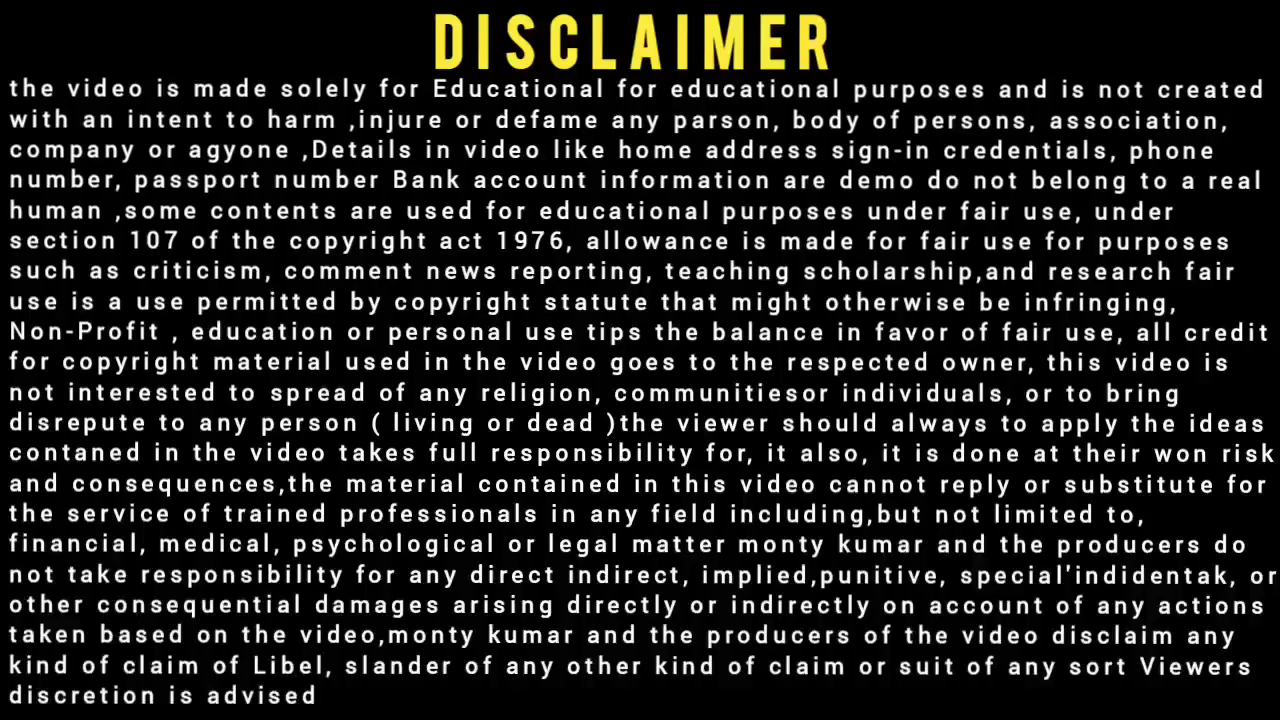 DISCLAIMER
the video is made solely for Educational for educational purposes and is not created
with an intent to harm ,injure or defame any parson, body of persons, association,
company or agyone ,Details in video like home address sign-in credentials, phone
number, passport number Bank account information are demo do not belong to a real
human ,some contents are used for educational purposes under fair use, under
section 107 of the copyright act 1976, allowance is made for fair use for purposes
such as criticism, comment news reporting, teaching scholarship,and research fair
use is a use permitted by copyright statute that might otherwise be infringing,
Non-Profit , education or personal use tips the balance in favor of fair use, all credit
for copyright material used in the video goes to the respected owner, this video is
not interested to spread of any religion, communitiesor individuals, or to bring
disrepute to any person ( living or dead )the viewer should always to apply the ideas
contaned in the video takes full responsibility for, it also, it is done at their won risk
and consequences,the material contained in this video cannot reply or substitute for
the service of trained professionals in any field including,but not limited to,
financial, medical, psychological or legal matter monty kumar and the producers do
not take responsibility for any direct indirect, implied,punitive, special'indidentak, or
other consequential damages arising directly or indirectly on account of any actions
taken based on the video,monty kumar and the producers of the video disclaim any
kind of claim of Libel, slander of any other kind of claim or suit of any sort Viewers
discretion is advised